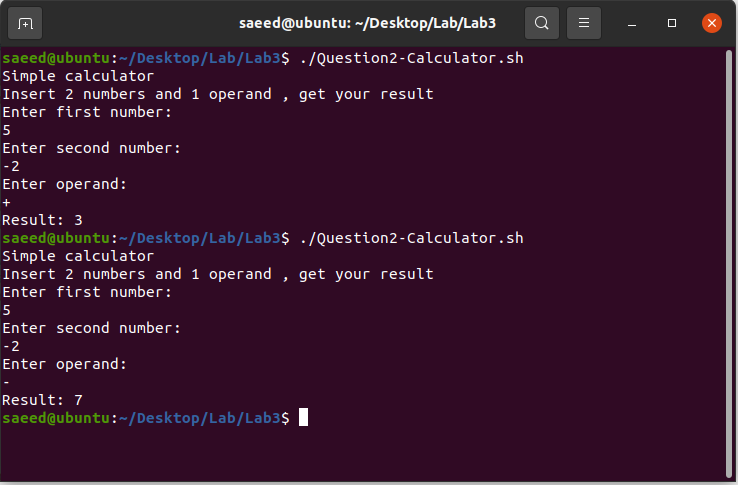 saeed@ubuntu: ~/Desktop/Lab/Lab3
saeed@ubuntu:~/Desktop/Lab/Lab3$ ./Question2-Calculator.sh
Simple calculator
Insert 2 numbers and 1 operand , get your result
Enter first number:
5
Enter second number:
-2
Enter operand:
+
Result: 3
saeed@ubuntu:~/Desktop/Lab/Lab3$ ./Question2-Calculator.sh
Simple calculator
Insert 2 numbers and 1 operand , get your result
Enter first number:
5
Enter second number:
-2
Enter operand:
-
Result: 7
saeed@ubuntu:~/Desktop/Lab/Lab3$